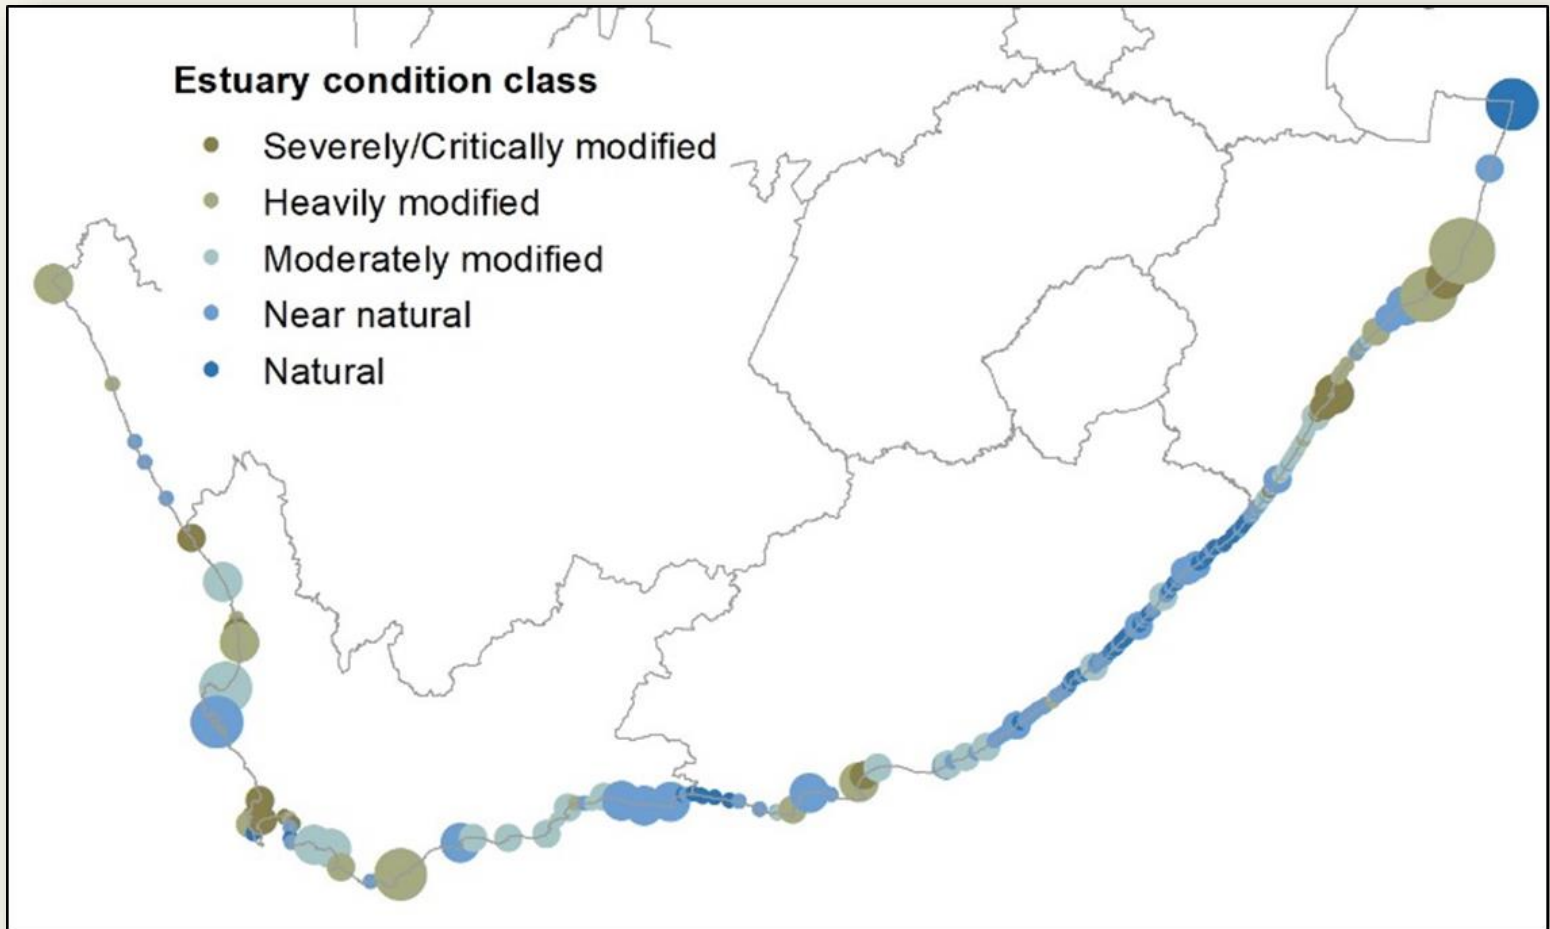 Estuary condition class
Severely/Critically modified
Heavily modified
Moderately modified
Near natural
Natural